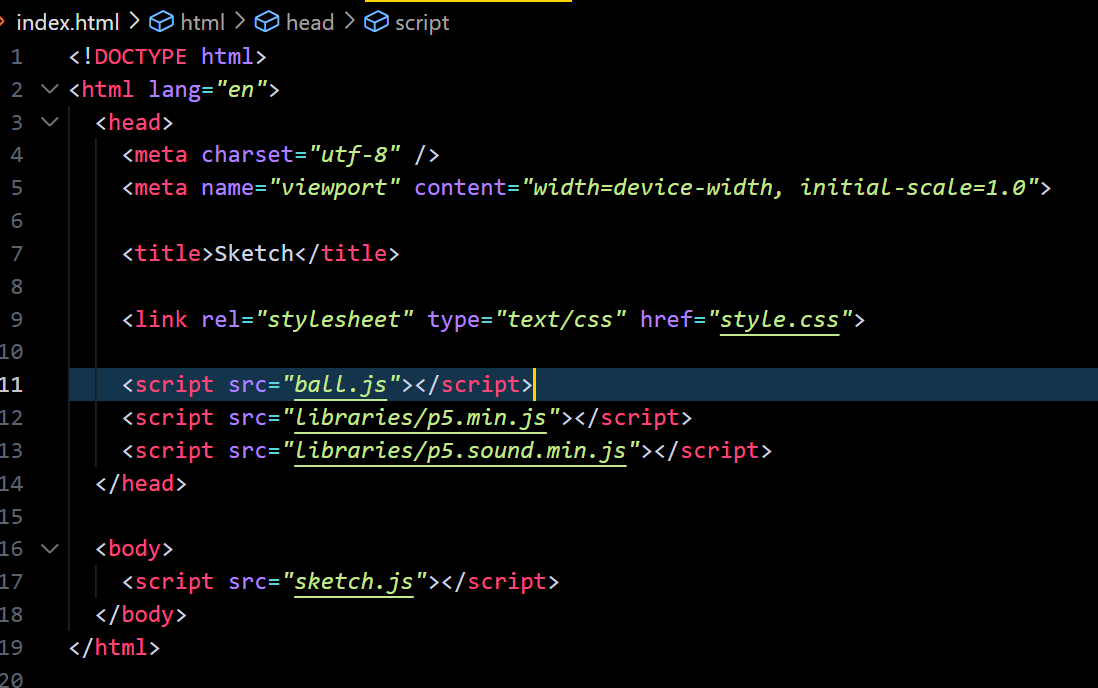 index.html > html > head > script
1 <!DOCTYPE html>
2 <html lang="en">
3 <head>
4 <meta charset="utf-8" />
5 <meta name="viewport" content="width=device-width, initial-scale=1.0">
6
7 <title>Sketch</title>
8
9 <link rel="stylesheet" type="text/css" href="style.css">
10
11 <script src="ball.js"></script>
12 <script src="libraries/p5.min.js"></script>
13 <script src="libraries/p5.sound.min.js"></script>
14 </head>
15
16 <body>
17 <script src="sketch.js"></script>
18 </body>
19 </html>
20